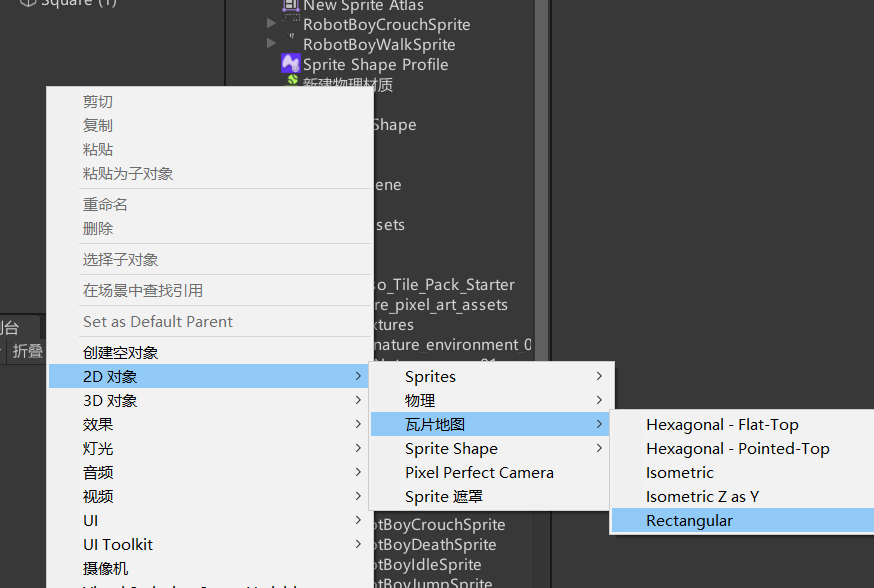 Square (1)
New Sprite Atlas
RobotBoyCrouchSprite
RobotBoyWalkSprite
Sprite Shape Profile
新建物理材质
Shape
ene
sets
so_Tile_Pack_Starter
re_pixel_art_assets
xtures
nature_environment_0
otBoyCrouchSprite
otBoyDeathSprite
otBoyIdleSprite
otBoyJumpSprite
台
折叠
剪切
复制
粘贴
粘贴为子对象
重命名
删除
选择子对象
在场景中查找引用
Set as Default Parent
创建空对象
2D 对象
3D 对象
效果
灯光
音频
视频
UI
UI Toolkit
摄像机
Sprites
物理
瓦片地图
Sprite Shape
Pixel Perfect Camera
Sprite 遮罩
Hexagonal - Flat-Top
Hexagonal - Pointed-Top
Isometric
Isometric Z as Y
Rectangular